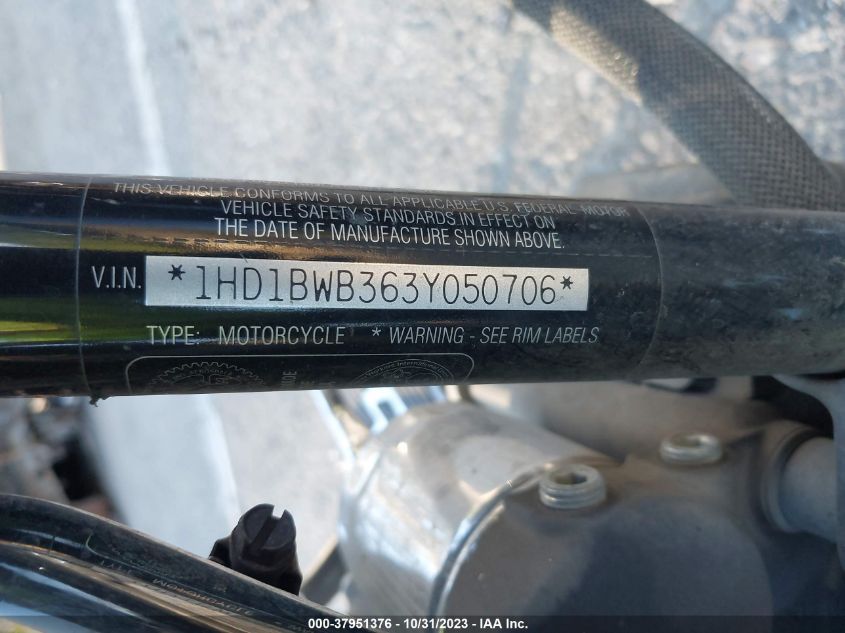 THIS VEHICLE CONFORMS TO ALL APPLICABLE U.S. FEDERAL MOTOR
VEHICLE SAFETY STANDARDS IN EFFECT ON
THE DATE OF MANUFACTURE SHOWN ABOVE.
V.I.N. *1HD1BWB363Y050706*
TYPE: MOTORCYCLE * WARNING - SEE RIM LABELS
000-37951376 - 10/31/2023 - IAA Inc.